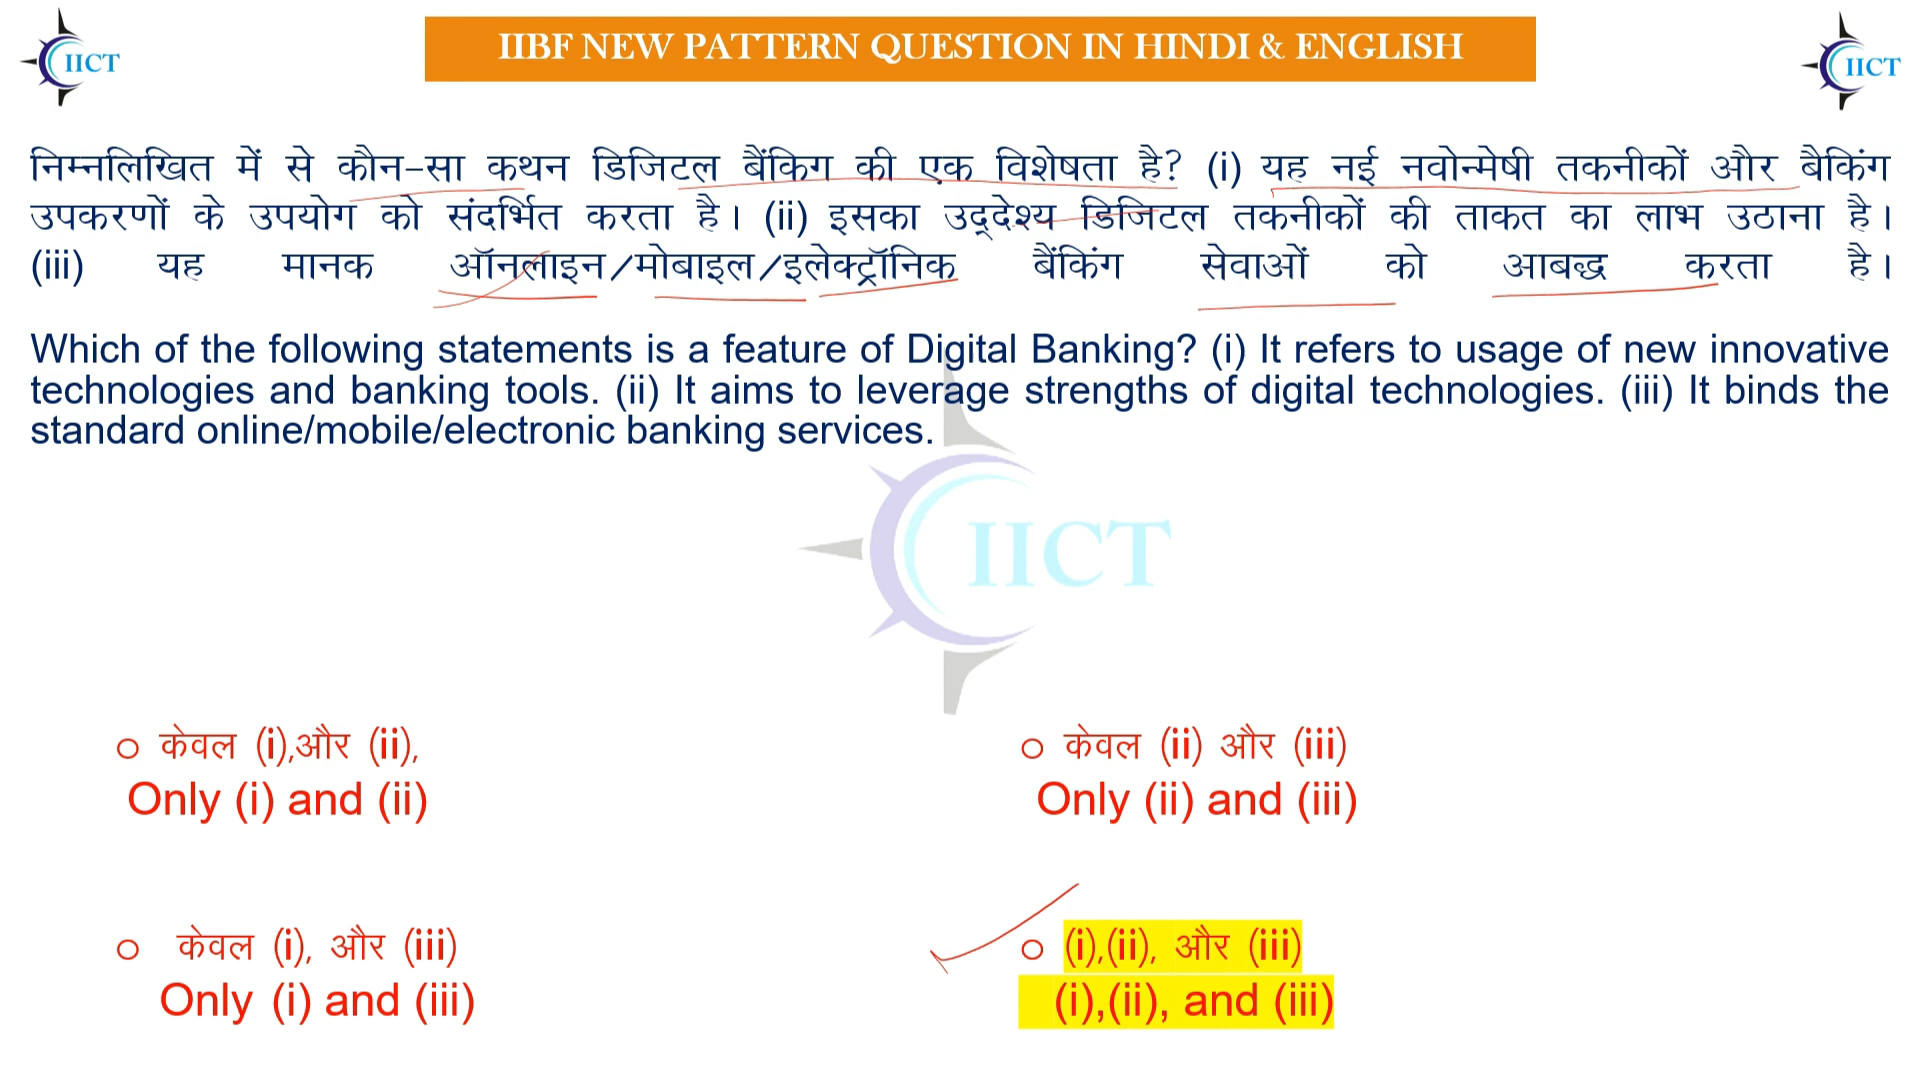 IICT
IIBF NEW PATTERN QUESTION IN HINDI & ENGLISH
IICT
निम्नलिखित में से कौन-सा कथन डिजिटल बैंकिग की एक विशेषता है? (i) यह नई नवोन्मेषी तकनीकों और बैकिंग
उपकरणों के उपयोग को संदर्भित करता है। (ii) इसका उद्देश्य डिजिटल तकनीकों की ताकत का लाभ उठाना है।
(iii) यह मानक ऑनलाइन/मोबाइल/इलेक्ट्रॉनिक बैंकिंग सेवाओं को आबद्ध करता है।
Which of the following statements is a feature of Digital Banking? (i) It refers to usage of new innovative
technologies and banking tools. (ii) It aims to leverage strengths of digital technologies. (iii) It binds the
standard online/mobile/electronic banking services.
IICT
केवल (i),और (ii),
Only (i) and (ii)
केवल (ii) और (iii)
Only (ii) and (iii)
केवल (i), और (iii)
Only (i) and (iii)
(i),(ii), और (iii)
(i),(ii), and (iii)